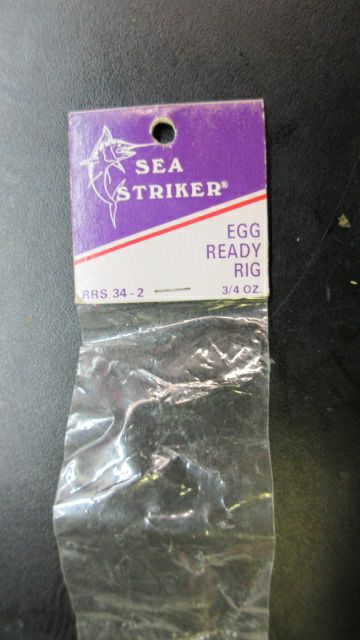 SEA
STRIKER®
EGG
READY
RIG
RRS 34-2
3/4 OZ.